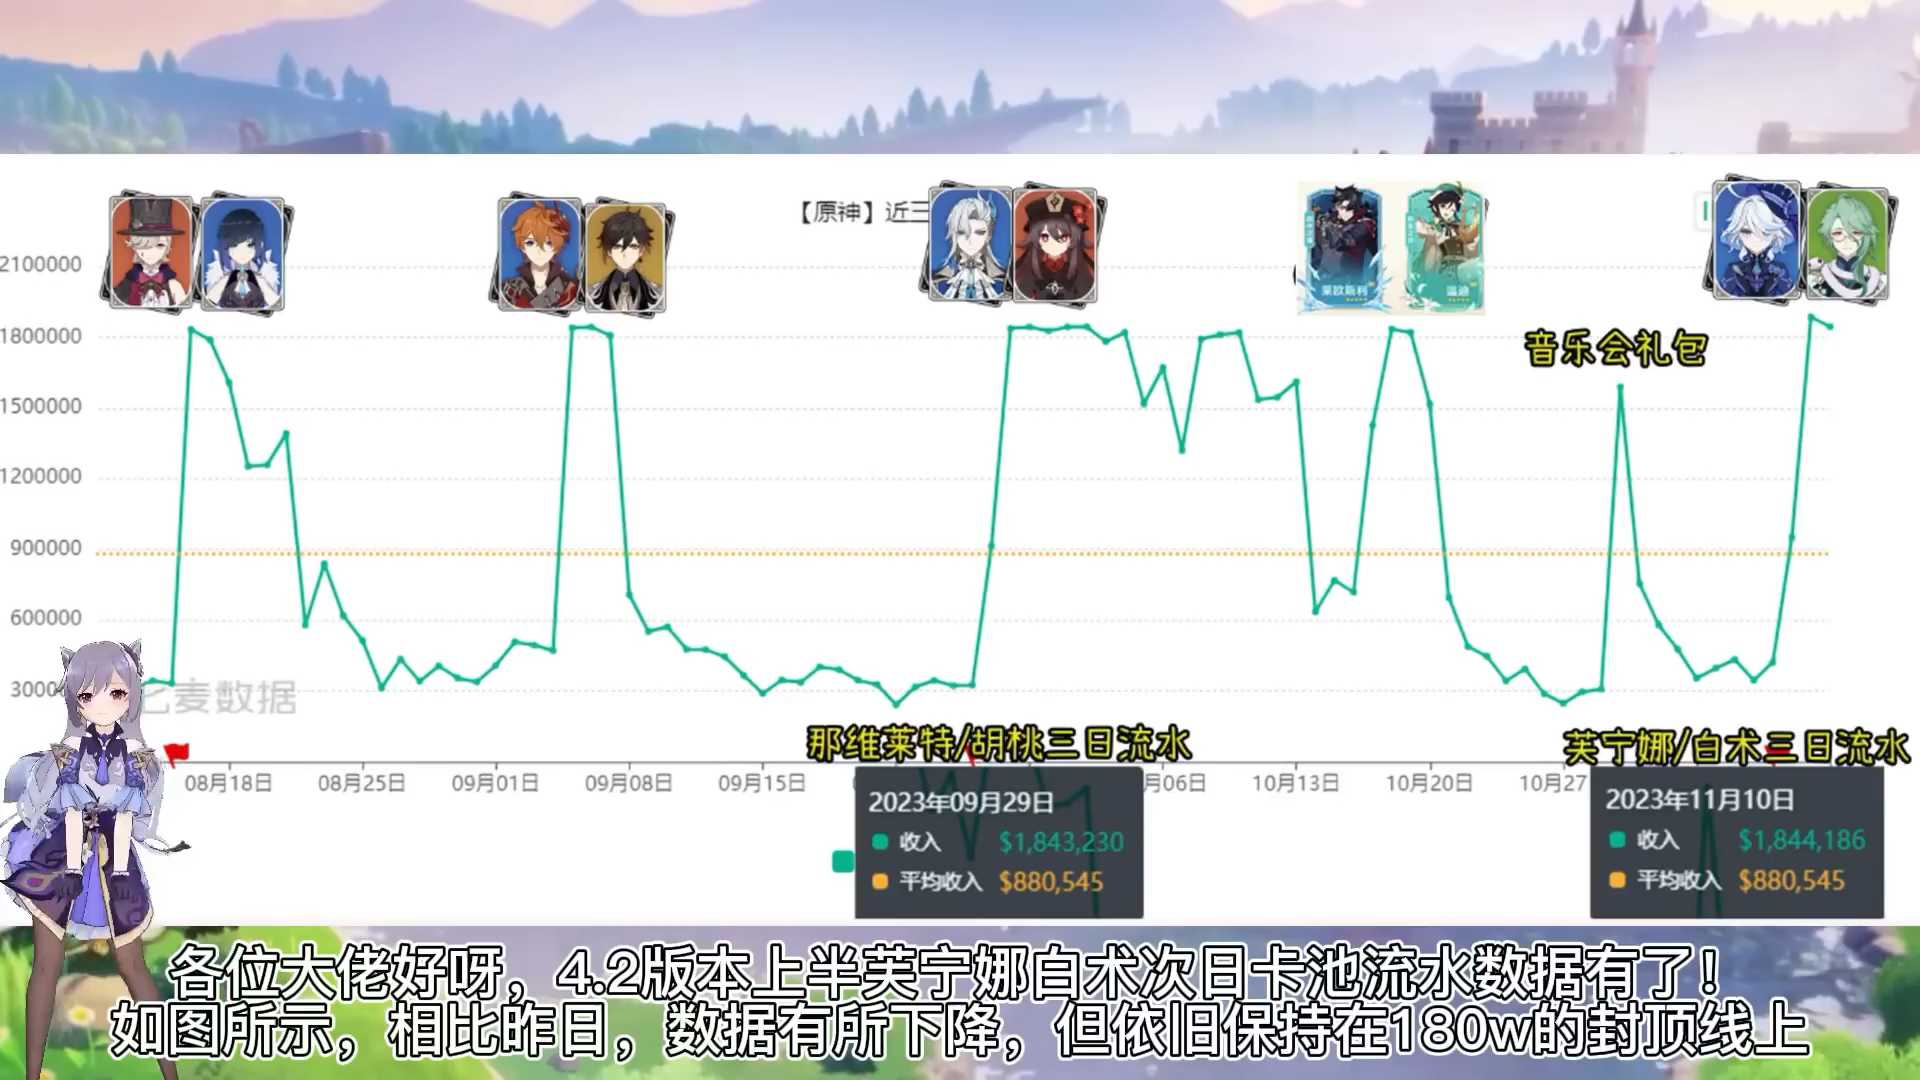 【原神】近三
2100000
1800000
1500000
1200000
900000
600000
30000
麦数据
莱欧斯利
温迪
音乐会礼包
那维莱特/胡桃三日流水
芙宁娜/白术三日流水
08月18日
08月25日
09月01日
09月08日
09月15日
月06日
10月13日
10月20日
10月27
2023年09月29日
收入 $1,843,230
平均收入 $880,545
2023年11月10日
收入 $1,844,186
平均收入 $880,545
各位大佬好呀，4.2版本上半芙宁娜白术次日卡池流水数据有了！
如图所示，相比昨日，数据有所下降，但依旧保持在180w的封顶线上